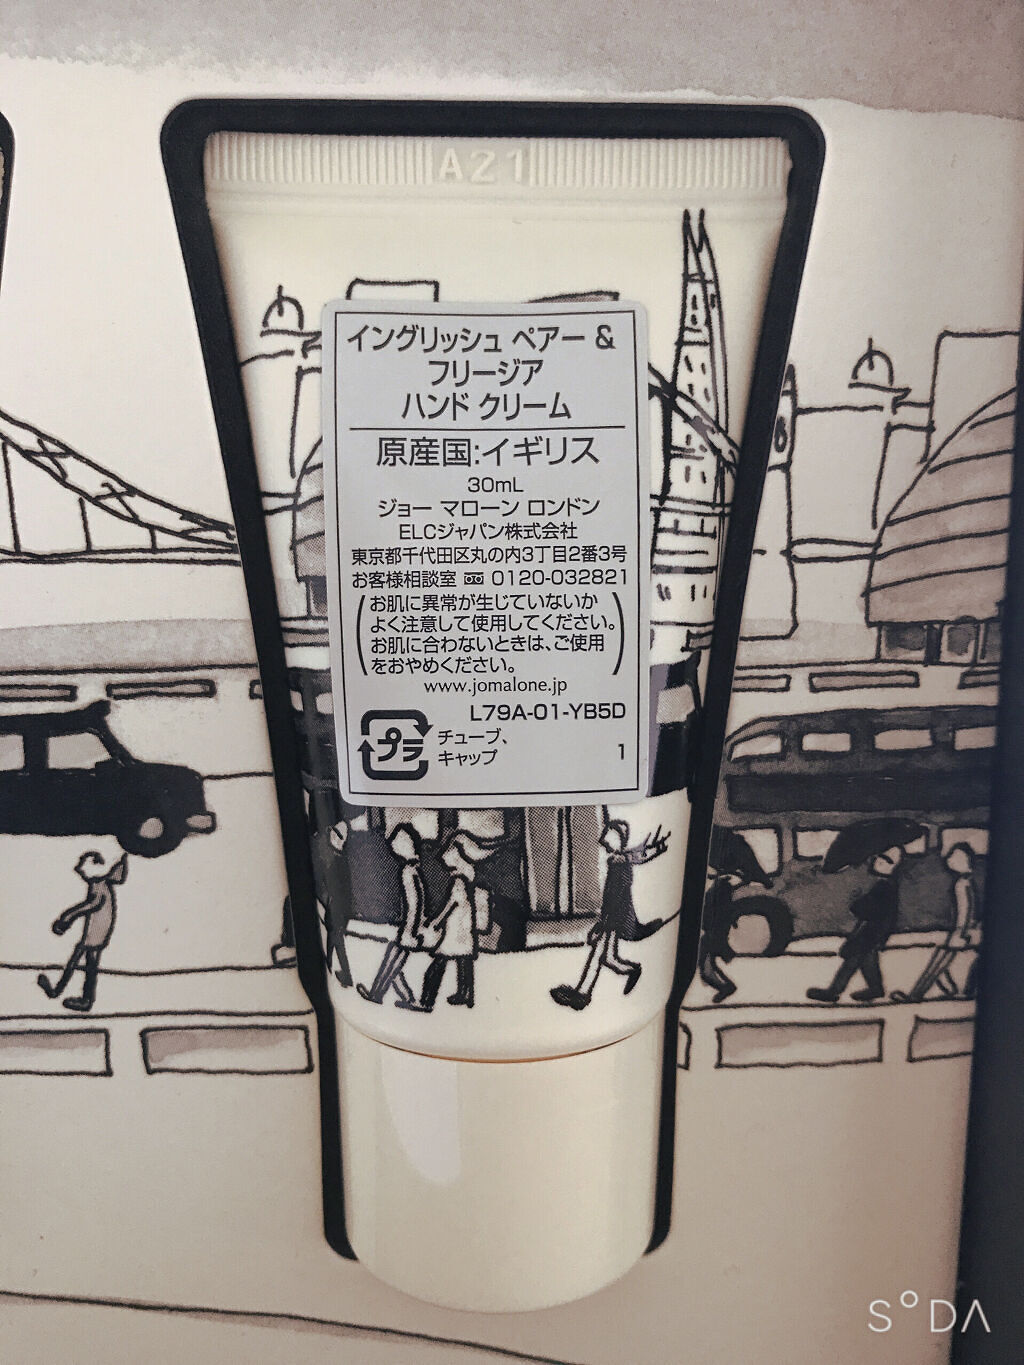 A21
イングリッシュ ペアー &
フリージア
ハンド クリーム
原産国:イギリス
30mL
ジョー マローン ロンドン
ELCジャパン株式会社
東京都千代田区丸の内3丁目2番3号
お客様相談室 0120-032821
(お肌に異常が生じていないか
よく注意して使用してください。
お肌に合わないときは、ご使用
をおやめください。)
www.jomalone.jp
L79A-01-YB5D
プラ チューブ、
キャップ 1
SODA